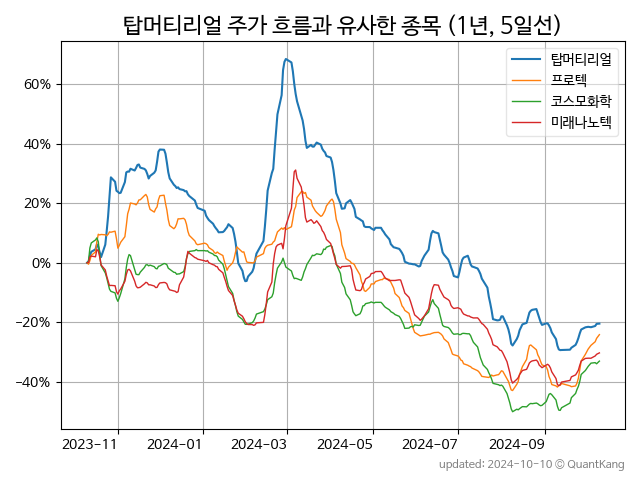 탑머티리얼 주가 흐름과 유사한 종목 (1년, 5일선)
탑머티리얼
프로텍
코스모화학
미래나노텍
60%
40%
20%
0%
−20%
−40%
2023-11 2024-01 2024-03 2024-05 2024-07 2024-09
updated: 2024-10-10 © QuantKang